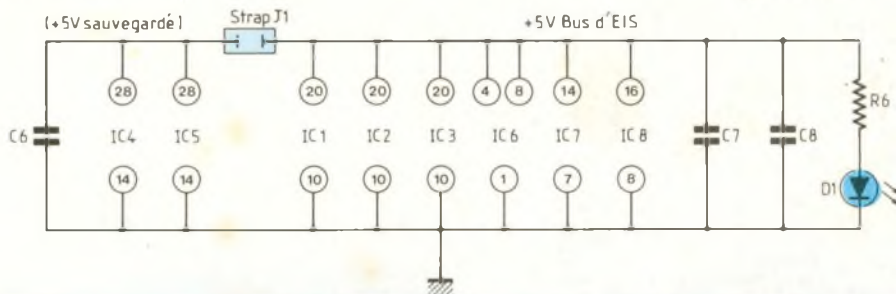 (+5V sauvegardé) Strap J1 +5V Bus d'EIS
28 28 20 20 20 4 8 14 16
C6 IC4 IC5 IC1 IC2 IC3 IC6 IC7 IC8 C7 C8 R6
14 14 10 10 10 1 7 8
D1